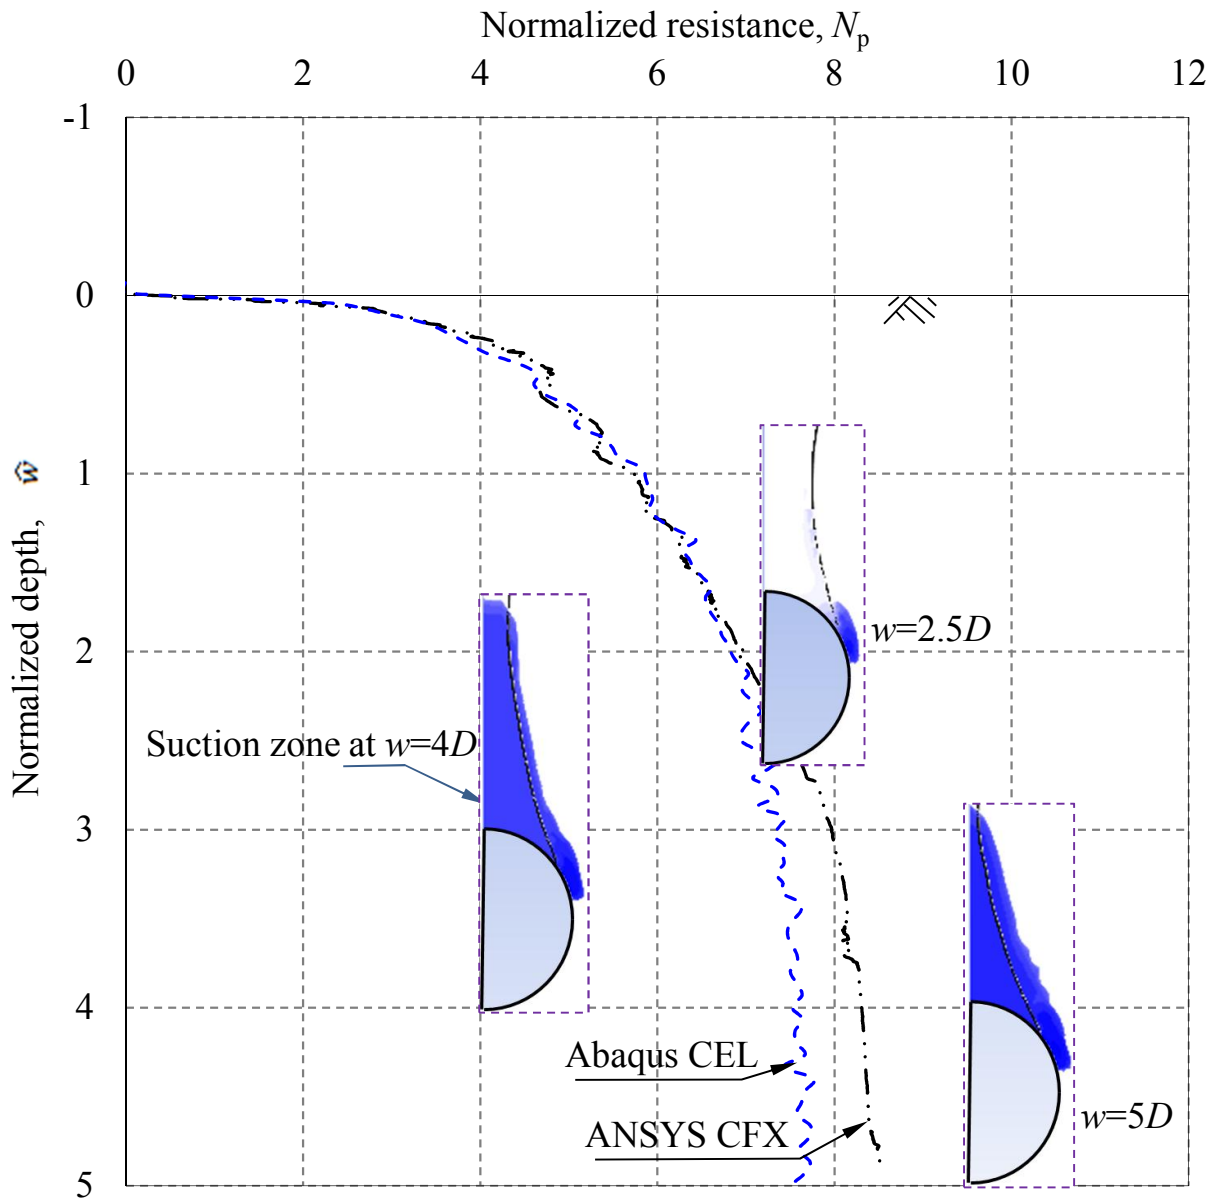 Normalized resistance, Np
0 2 4 6 8 10 12
-1
0
1
2
3
4
5
Normalized depth, ŵ
w=2.5D
Suction zone at w=4D
Abaqus CEL
ANSYS CFX
w=5D